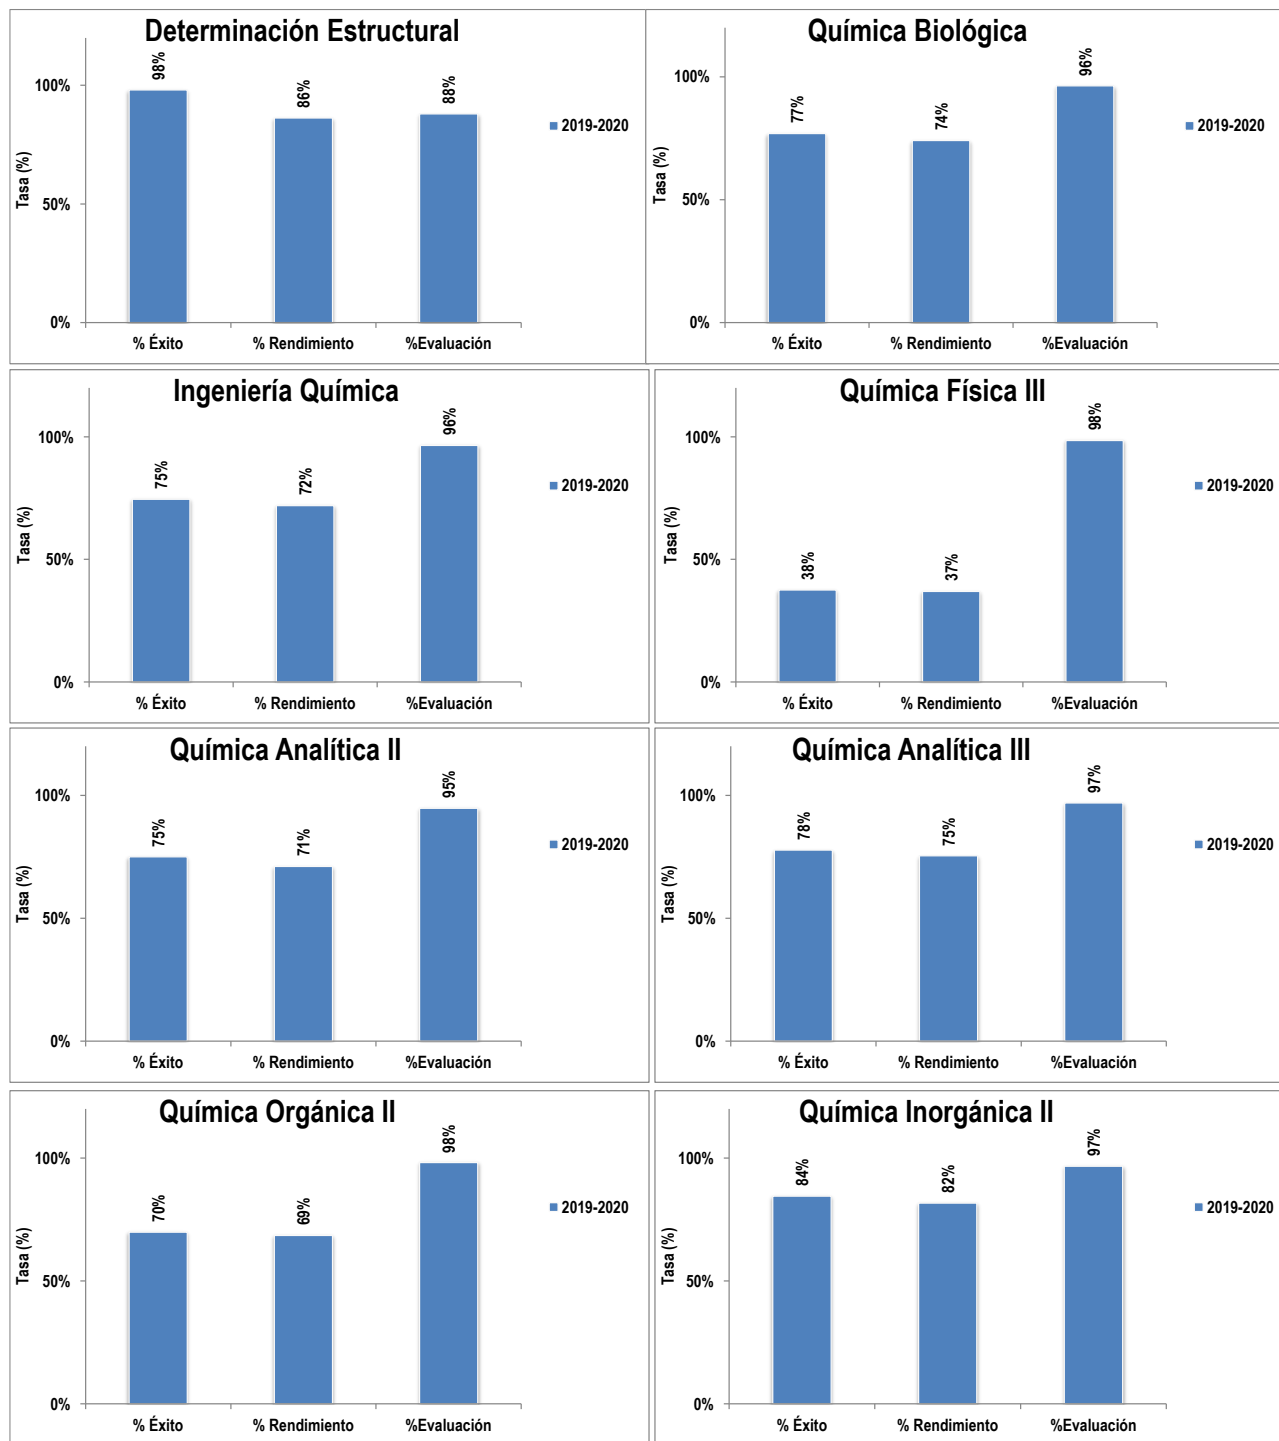 Determinación Estructural
98%
86%
88%
100%
50%
0%
Tasa (%)
% Éxito
% Rendimiento
%Evaluación
2019-2020
Química Biológica
77%
74%
96%
100%
50%
0%
Tasa (%)
% Éxito
% Rendimiento
%Evaluación
2019-2020
Ingeniería Química
75%
72%
96%
100%
50%
0%
Tasa (%)
% Éxito
% Rendimiento
%Evaluación
2019-2020
Química Física III
38%
37%
98%
100%
50%
0%
Tasa (%)
% Éxito
% Rendimiento
%Evaluación
2019-2020
Química Analítica II
75%
71%
95%
100%
50%
0%
Tasa (%)
% Éxito
% Rendimiento
%Evaluación
2019-2020
Química Analítica III
78%
75%
97%
100%
50%
0%
Tasa (%)
% Éxito
% Rendimiento
%Evaluación
2019-2020
Química Orgánica II
70%
69%
98%
100%
50%
0%
Tasa (%)
% Éxito
% Rendimiento
%Evaluación
2019-2020
Química Inorgánica II
84%
82%
97%
100%
50%
0%
Tasa (%)
% Éxito
% Rendimiento
%Evaluación
2019-2020